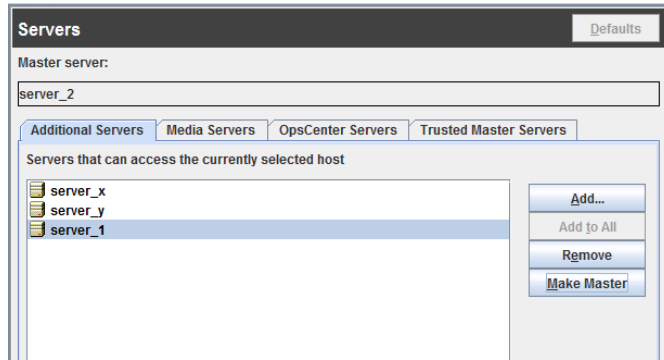 Servers
Defaults
Master server:
server_2
Additional Servers Media Servers OpsCenter Servers Trusted Master Servers
Servers that can access the currently selected host
server_x
server_y
server_1
Add...
Add to All
Remove
Make Master